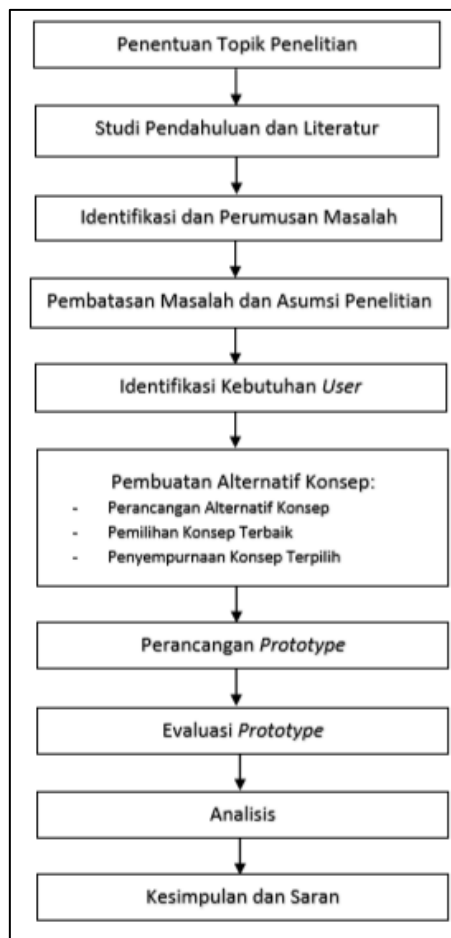 Penentuan Topik Penelitian
Studi Pendahuluan dan Literatur
Identifikasi dan Perumusan Masalah
Pembatasan Masalah dan Asumsi Penelitian
Identifikasi Kebutuhan User
Pembuatan Alternatif Konsep:
- Perancangan Alternatif Konsep
- Pemilihan Konsep Terbaik
- Penyempurnaan Konsep Terpilih
Perancangan Prototype
Evaluasi Prototype
Analisis
Kesimpulan dan Saran